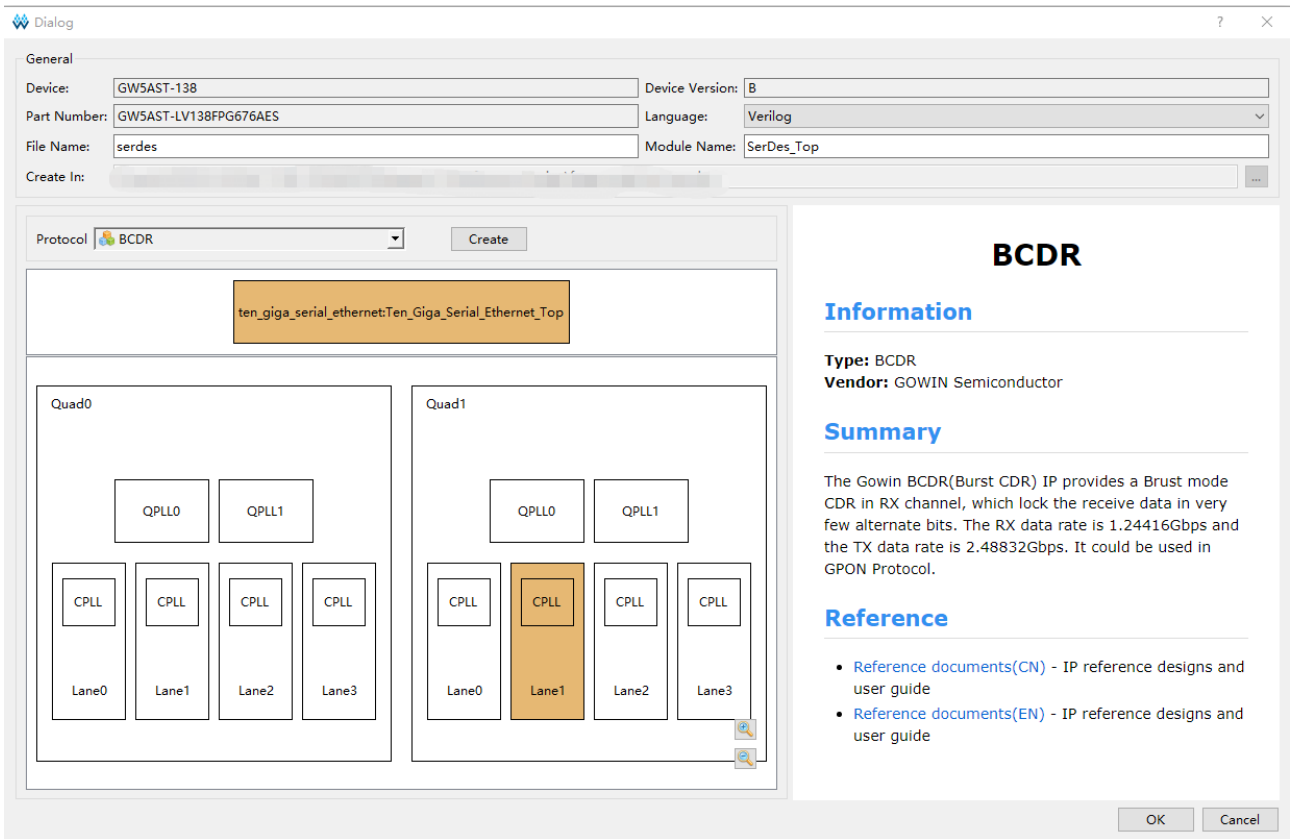 Dialog
General
Device: GW5AST-138 Device Version: B
Part Number: GW5AST-LV138FPG676AES Language: Verilog
File Name: serdes Module Name: SerDes_Top
Create In: ...
Protocol BCDR Create
ten_giga_serial_ethernet:Ten_Giga_Serial_Ethernet_Top
Quad0 Quad1
QPLL0 QPLL1 QPLL0 QPLL1
CPLL CPLL CPLL CPLL CPLL CPLL CPLL CPLL
Lane0 Lane1 Lane2 Lane3 Lane0 Lane1 Lane2 Lane3
BCDR
Information
Type: BCDR
Vendor: GOWIN Semiconductor
Summary
The Gowin BCDR(Burst CDR) IP provides a Brust mode
CDR in RX channel, which lock the receive data in very
few alternate bits. The RX data rate is 1.24416Gbps and
the TX data rate is 2.48832Gbps. It could be used in
GPON Protocol.
Reference
• Reference documents(CN) - IP reference designs and
user guide
• Reference documents(EN) - IP reference designs and
user guide
OK Cancel